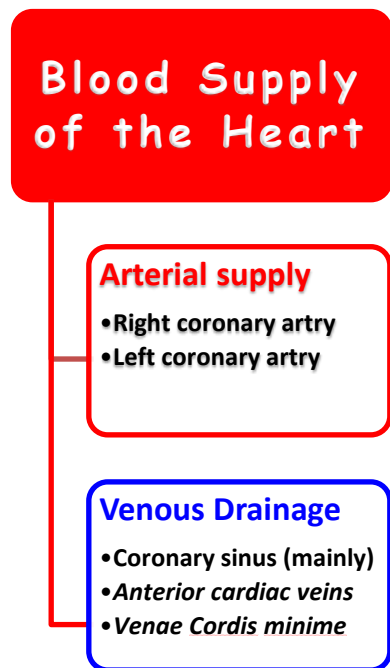 Blood Supply
of the Heart
Arterial supply
•Right coronary artry
•Left coronary artry
Venous Drainage
•Coronary sinus (mainly)
•Anterior cardiac veins
•Venae Cordis minime